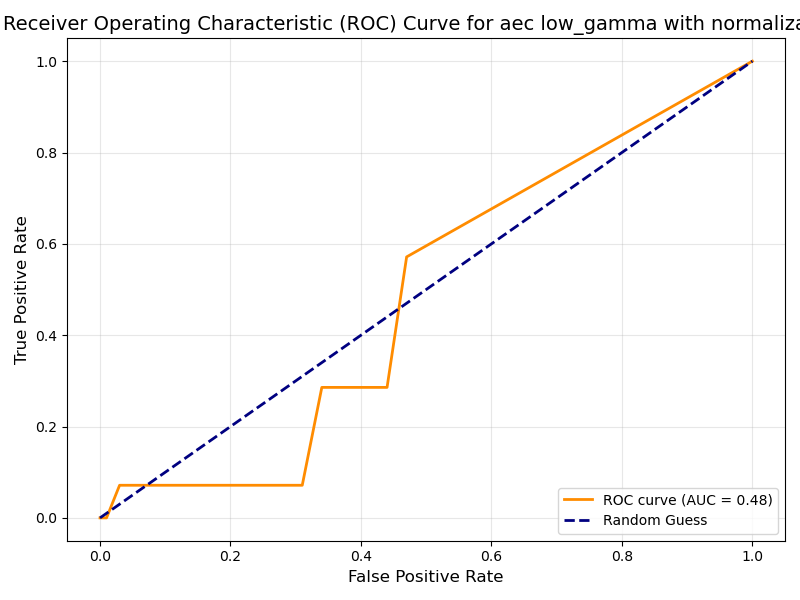 Receiver Operating Characteristic (ROC) Curve for aec low_gamma with normaliza
1.0
0.8
0.6
0.4
0.2
0.0
True Positive Rate
0.0 0.2 0.4 0.6 0.8 1.0
False Positive Rate
ROC curve (AUC = 0.48)
Random Guess